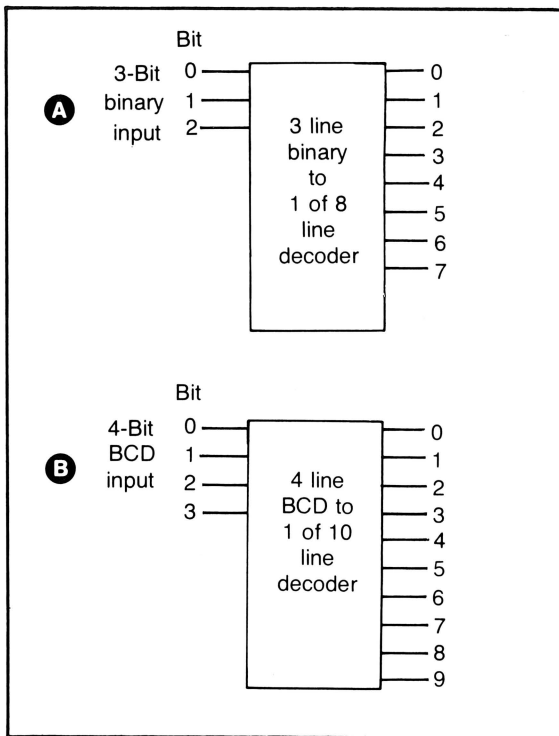 A
Bit
3-Bit
binary
input
0
1
2
3 line
binary
to
1 of 8
line
decoder
0
1
2
3
4
5
6
7
B
Bit
4-Bit
BCD
input
0
1
2
3
4 line
BCD to
1 of 10
line
decoder
0
1
2
3
4
5
6
7
8
9